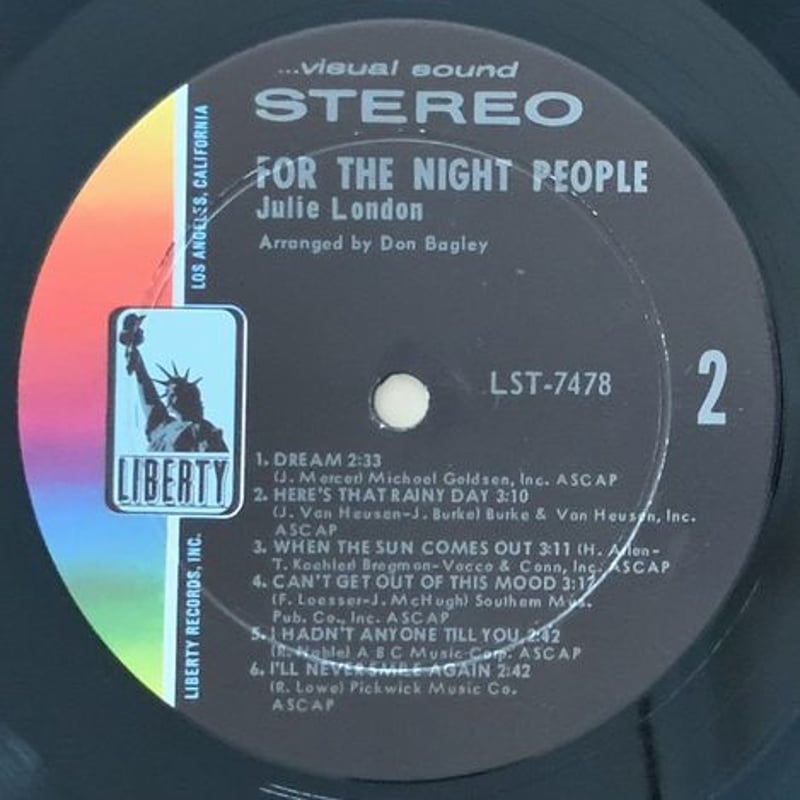 ...visual sound
STEREO
FOR THE NIGHT PEOPLE
Julie London
Arranged by Don Bagley
LOS ANGELES, CALIFORNIA
LIBERTY
LIBERTY RECORDS, INC.
LST-7478
2
1. DREAM 2:33
(J. Mercer) Michael Goldsen, Inc. ASCAP
2. HERE'S THAT RAINY DAY 3:10
(J. Van Heusen-J. Burke) Burke & Van Heusen, Inc.
ASCAP
3. WHEN THE SUN COMES OUT 3:11 (H. Arlen-
T. Koehler) Bregman-Vocco & Conn, Inc. ASCAP
4. CAN'T GET OUT OF THIS MOOD 3:12
(F. Loesser-J. McHugh) Southern Mus.
Pub. Co., Inc. ASCAP
5. I HADN'T ANYONE TILL YOU 2:42
(R. Noble) A B C Music Corp. ASCAP
6. I'LL NEVER SMILE AGAIN 2:42
(R. Lowe) Pickwick Music Co.
ASCAP